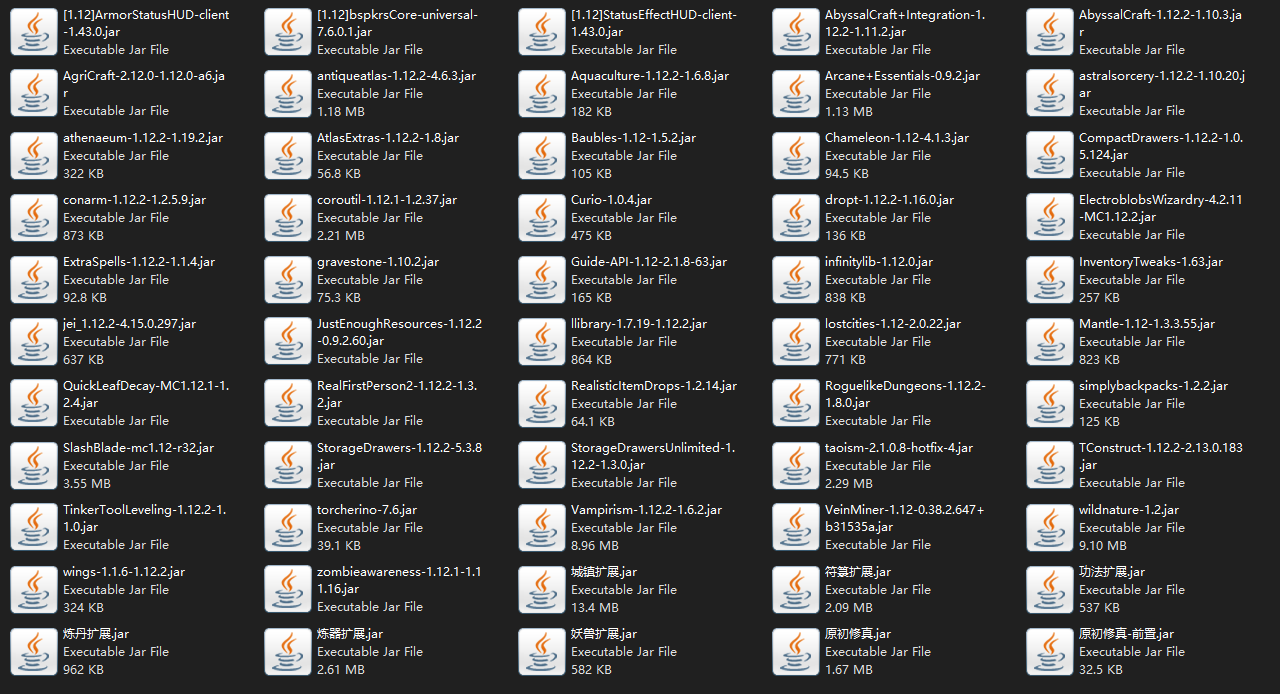 [1.12]ArmorStatusHUD-client
-1.43.0.jar
Executable Jar File
[1.12]bspkrsCore-universal-
7.6.0.1.jar
Executable Jar File
[1.12]StatusEffectHUD-client-
1.43.0.jar
Executable Jar File
AbyssalCraft+Integration-1.
12.2-1.11.2.jar
Executable Jar File
AbyssalCraft-1.12.2-1.10.3.ja
r
Executable Jar File
AgriCraft-2.12.0-1.12.0-a6.ja
r
Executable Jar File
antiqueatlas-1.12.2-4.6.3.jar
Executable Jar File
1.18 MB
Aquaculture-1.12.2-1.6.8.jar
Executable Jar File
182 KB
Arcane+Essentials-0.9.2.jar
Executable Jar File
1.13 MB
astralsorcery-1.12.2-1.10.20.j
ar
Executable Jar File
athenaeum-1.12.2-1.19.2.jar
Executable Jar File
322 KB
AtlasExtras-1.12.2-1.8.jar
Executable Jar File
56.8 KB
Baubles-1.12-1.5.2.jar
Executable Jar File
105 KB
Chameleon-1.12-4.1.3.jar
Executable Jar File
94.5 KB
CompactDrawers-1.12.2-1.0.
5.124.jar
Executable Jar File
conarm-1.12.2-1.2.5.9.jar
Executable Jar File
873 KB
coroutil-1.12.1-1.2.37.jar
Executable Jar File
2.21 MB
Curio-1.0.4.jar
Executable Jar File
475 KB
dropt-1.12.2-1.16.0.jar
Executable Jar File
136 KB
ElectroblobsWizardry-4.2.11
-MC1.12.2.jar
Executable Jar File
ExtraSpells-1.12.2-1.1.4.jar
Executable Jar File
92.8 KB
gravestone-1.10.2.jar
Executable Jar File
75.3 KB
Guide-API-1.12-2.1.8-63.jar
Executable Jar File
165 KB
infinitylib-1.12.0.jar
Executable Jar File
838 KB
InventoryTweaks-1.63.jar
Executable Jar File
257 KB
jei_1.12.2-4.15.0.297.jar
Executable Jar File
637 KB
JustEnoughResources-1.12.2
-0.9.2.60.jar
Executable Jar File
llibrary-1.7.19-1.12.2.jar
Executable Jar File
864 KB
lostcities-1.12-2.0.22.jar
Executable Jar File
771 KB
Mantle-1.12-1.3.3.55.jar
Executable Jar File
823 KB
QuickLeafDecay-MC1.12.1-1.
2.4.jar
Executable Jar File
RealFirstPerson2-1.12.2-1.3.
2.jar
Executable Jar File
RealisticItemDrops-1.2.14.jar
Executable Jar File
64.1 KB
RoguelikeDungeons-1.12.2-
1.8.0.jar
Executable Jar File
simplybackpacks-1.2.2.jar
Executable Jar File
125 KB
SlashBlade-mc1.12-r32.jar
Executable Jar File
3.55 MB
StorageDrawers-1.12.2-5.3.8
.jar
Executable Jar File
StorageDrawersUnlimited-1.
12.2-1.3.0.jar
Executable Jar File
taoism-2.1.0.8-hotfix-4.jar
Executable Jar File
2.29 MB
TConstruct-1.12.2-2.13.0.183
.jar
Executable Jar File
TinkerToolLeveling-1.12.2-1.
1.0.jar
Executable Jar File
torcherino-7.6.jar
Executable Jar File
39.1 KB
Vampirism-1.12.2-1.6.2.jar
Executable Jar File
8.96 MB
VeinMiner-1.12-0.38.2.647+
b31535a.jar
Executable Jar File
wildnature-1.2.jar
Executable Jar File
9.10 MB
wings-1.1.6-1.12.2.jar
Executable Jar File
324 KB
zombieawareness-1.12.1-1.1
1.16.jar
Executable Jar File
城镇扩展.jar
Executable Jar File
13.4 MB
符箓扩展.jar
Executable Jar File
2.09 MB
功法扩展.jar
Executable Jar File
537 KB
炼丹扩展.jar
Executable Jar File
962 KB
炼器扩展.jar
Executable Jar File
2.61 MB
妖兽扩展.jar
Executable Jar File
582 KB
原初修真.jar
Executable Jar File
1.67 MB
原初修真-前置.jar
Executable Jar File
32.5 KB